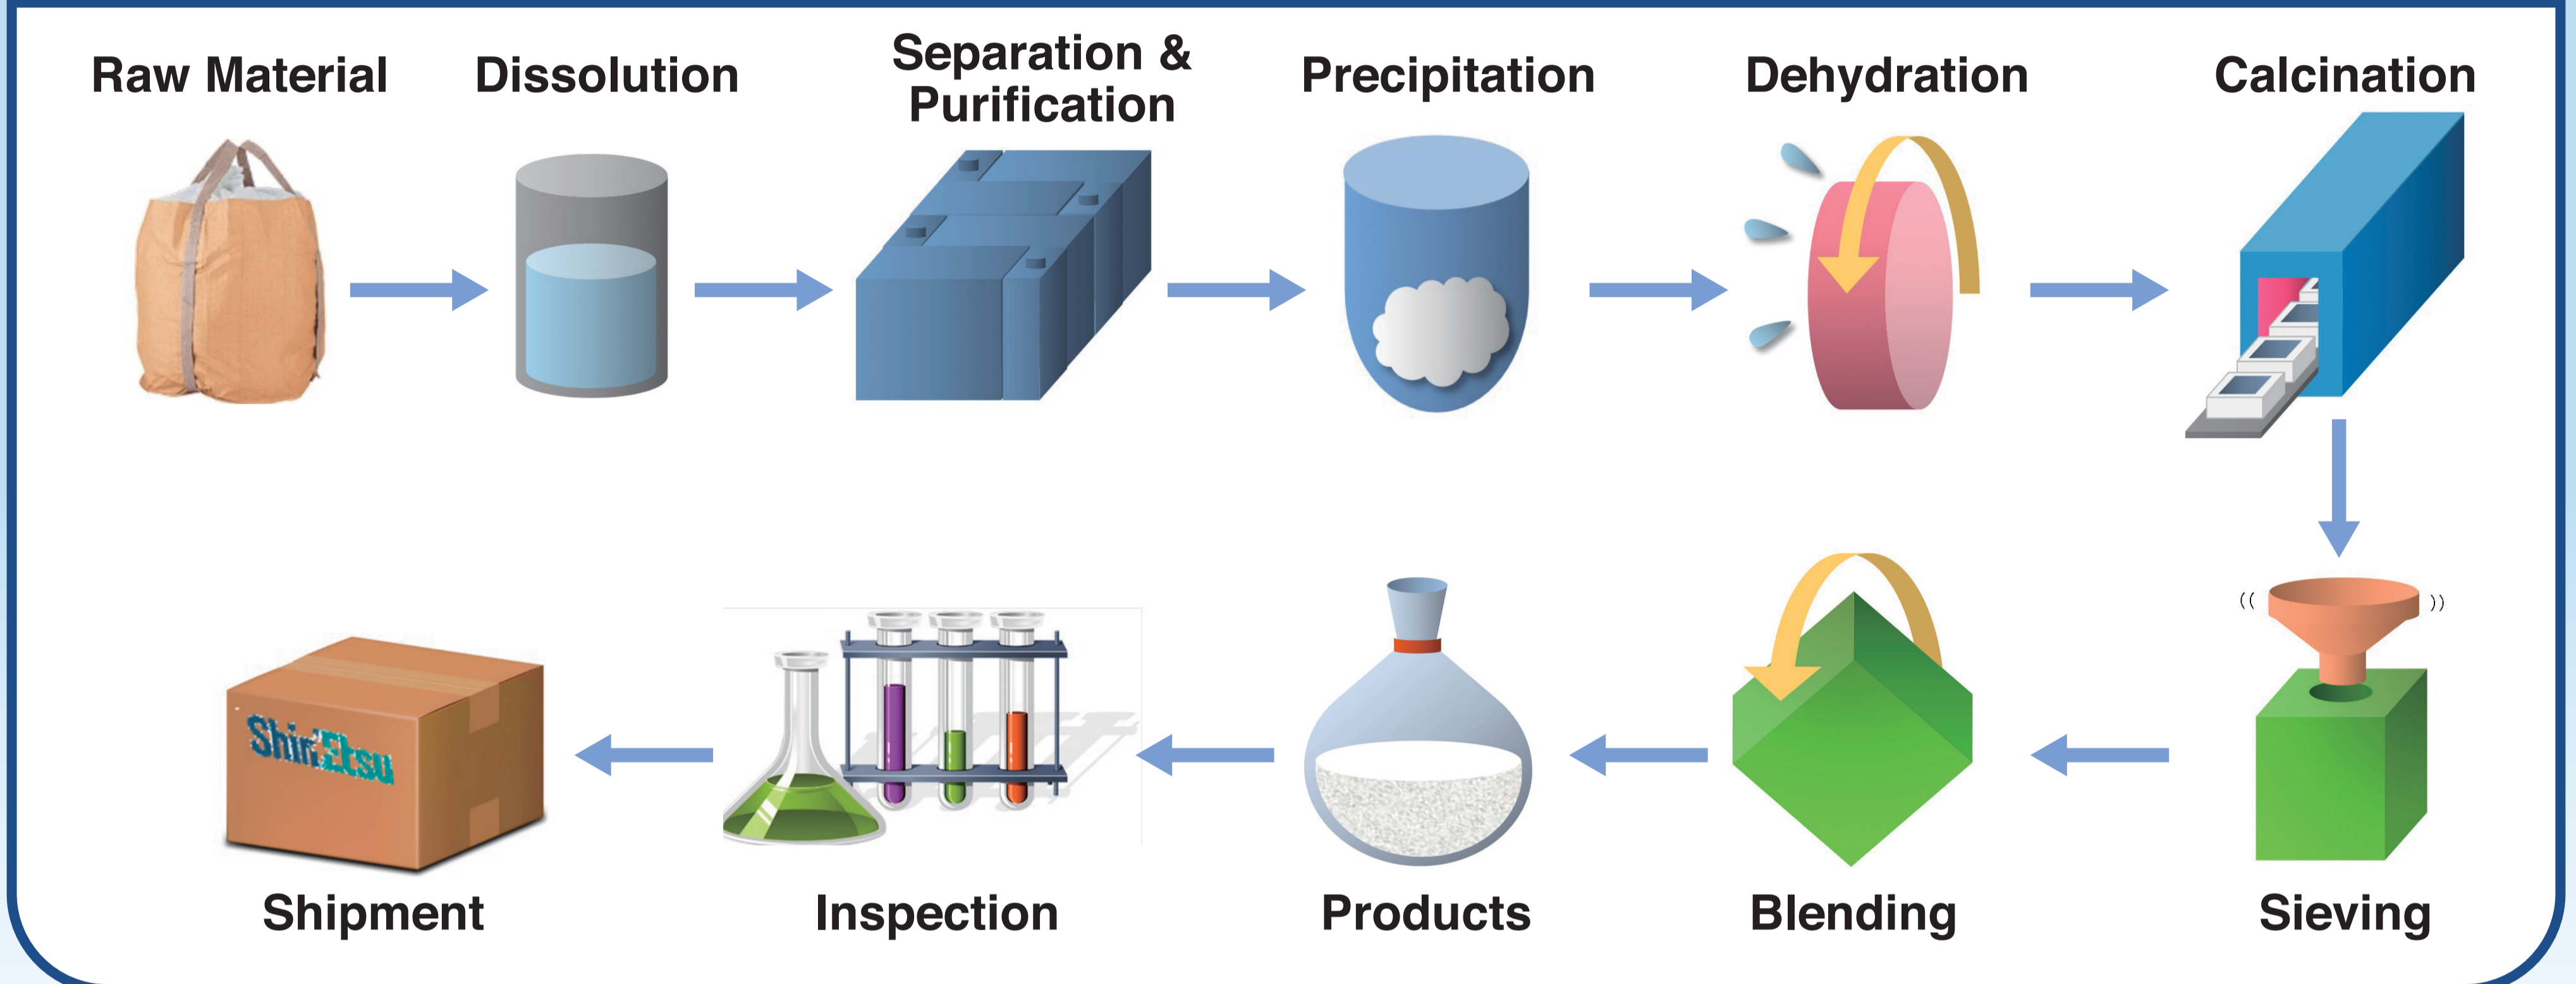 Raw Material
Dissolution
Separation &
Purification
Precipitation
Dehydration
Calcination
(( ))
Shin'Etsu
Shipment
Inspection
Products
Blending
Sieving